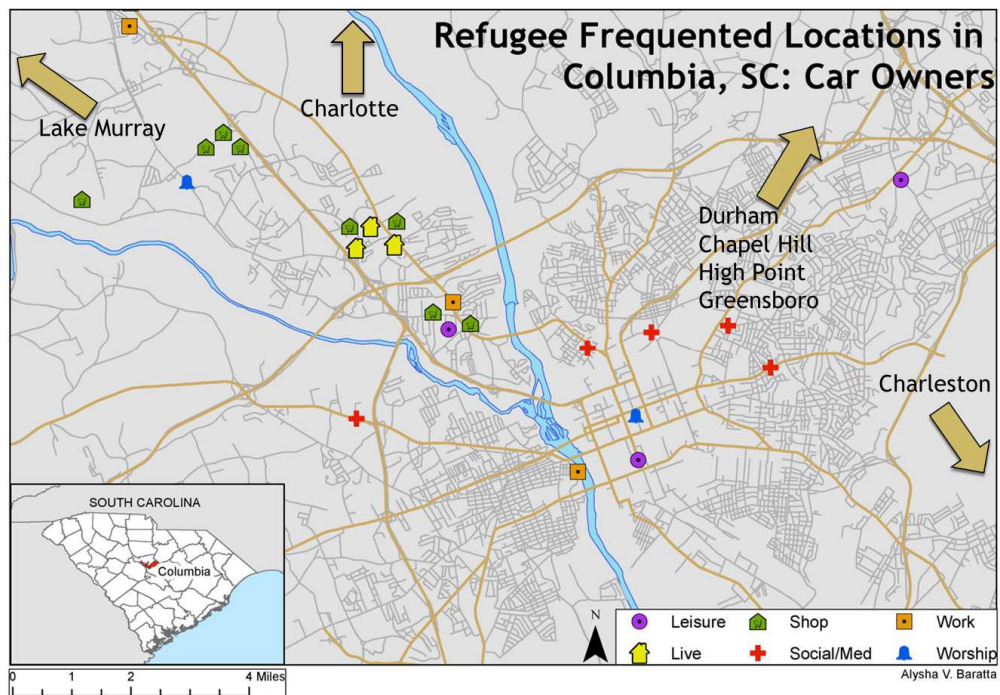 Refugee Frequented Locations in
Columbia, SC: Car Owners
Lake Murray
Charlotte
Durham
Chapel Hill
High Point
Greensboro
Charleston
SOUTH CAROLINA
Columbia
N
Leisure
Shop
Work
Live
Social/Med
Worship
Alysha V. Baratta
0 1 2 4 Miles